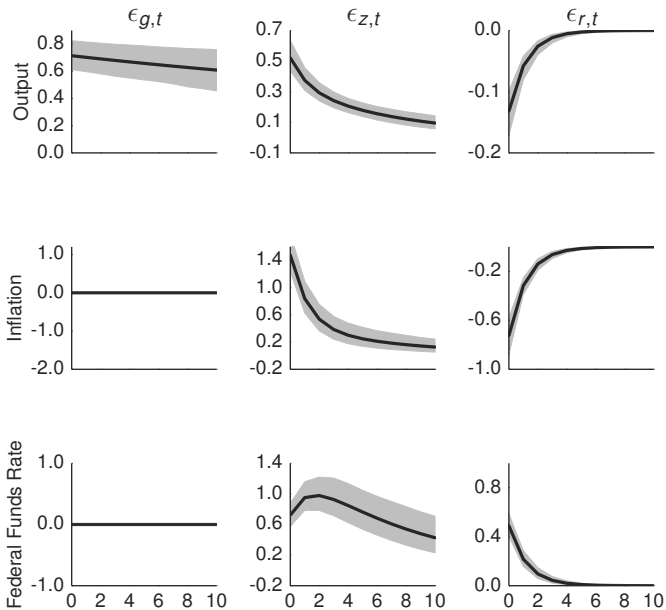 ϵg,t ϵz,t ϵr,t
Output
0.8 0.6 0.4 0.2 0.0
0.7 0.5 0.3 0.1 -0.1
0.0 -0.1 -0.2
Inflation
1.0 0.0 -1.0 -2.0
1.4 1.0 0.6 0.2 -0.2
-0.2 -0.6 -1.0
Federal Funds Rate
1.0 0.0 -1.0
1.4 1.0 0.6 0.2 -0.2
0.8 0.4 0.0
0 2 4 6 8 10 0 2 4 6 8 10 0 2 4 6 8 10